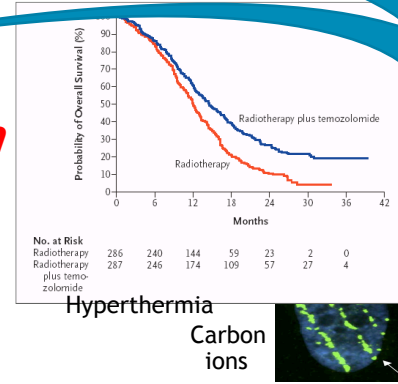 Probability of Overall Survival (%)
90
80
70
60
50
40
30
20
10
0
Radiotherapy plus temozolomide
Radiotherapy
0 6 12 18 24 30 36 42
Months
No. at Risk
Radiotherapy 286 240 144 59 23 2 0
Radiotherapy 287 246 174 109 57 27 4
plus temo-
zolomide
Hyperthermia
Carbon
ions